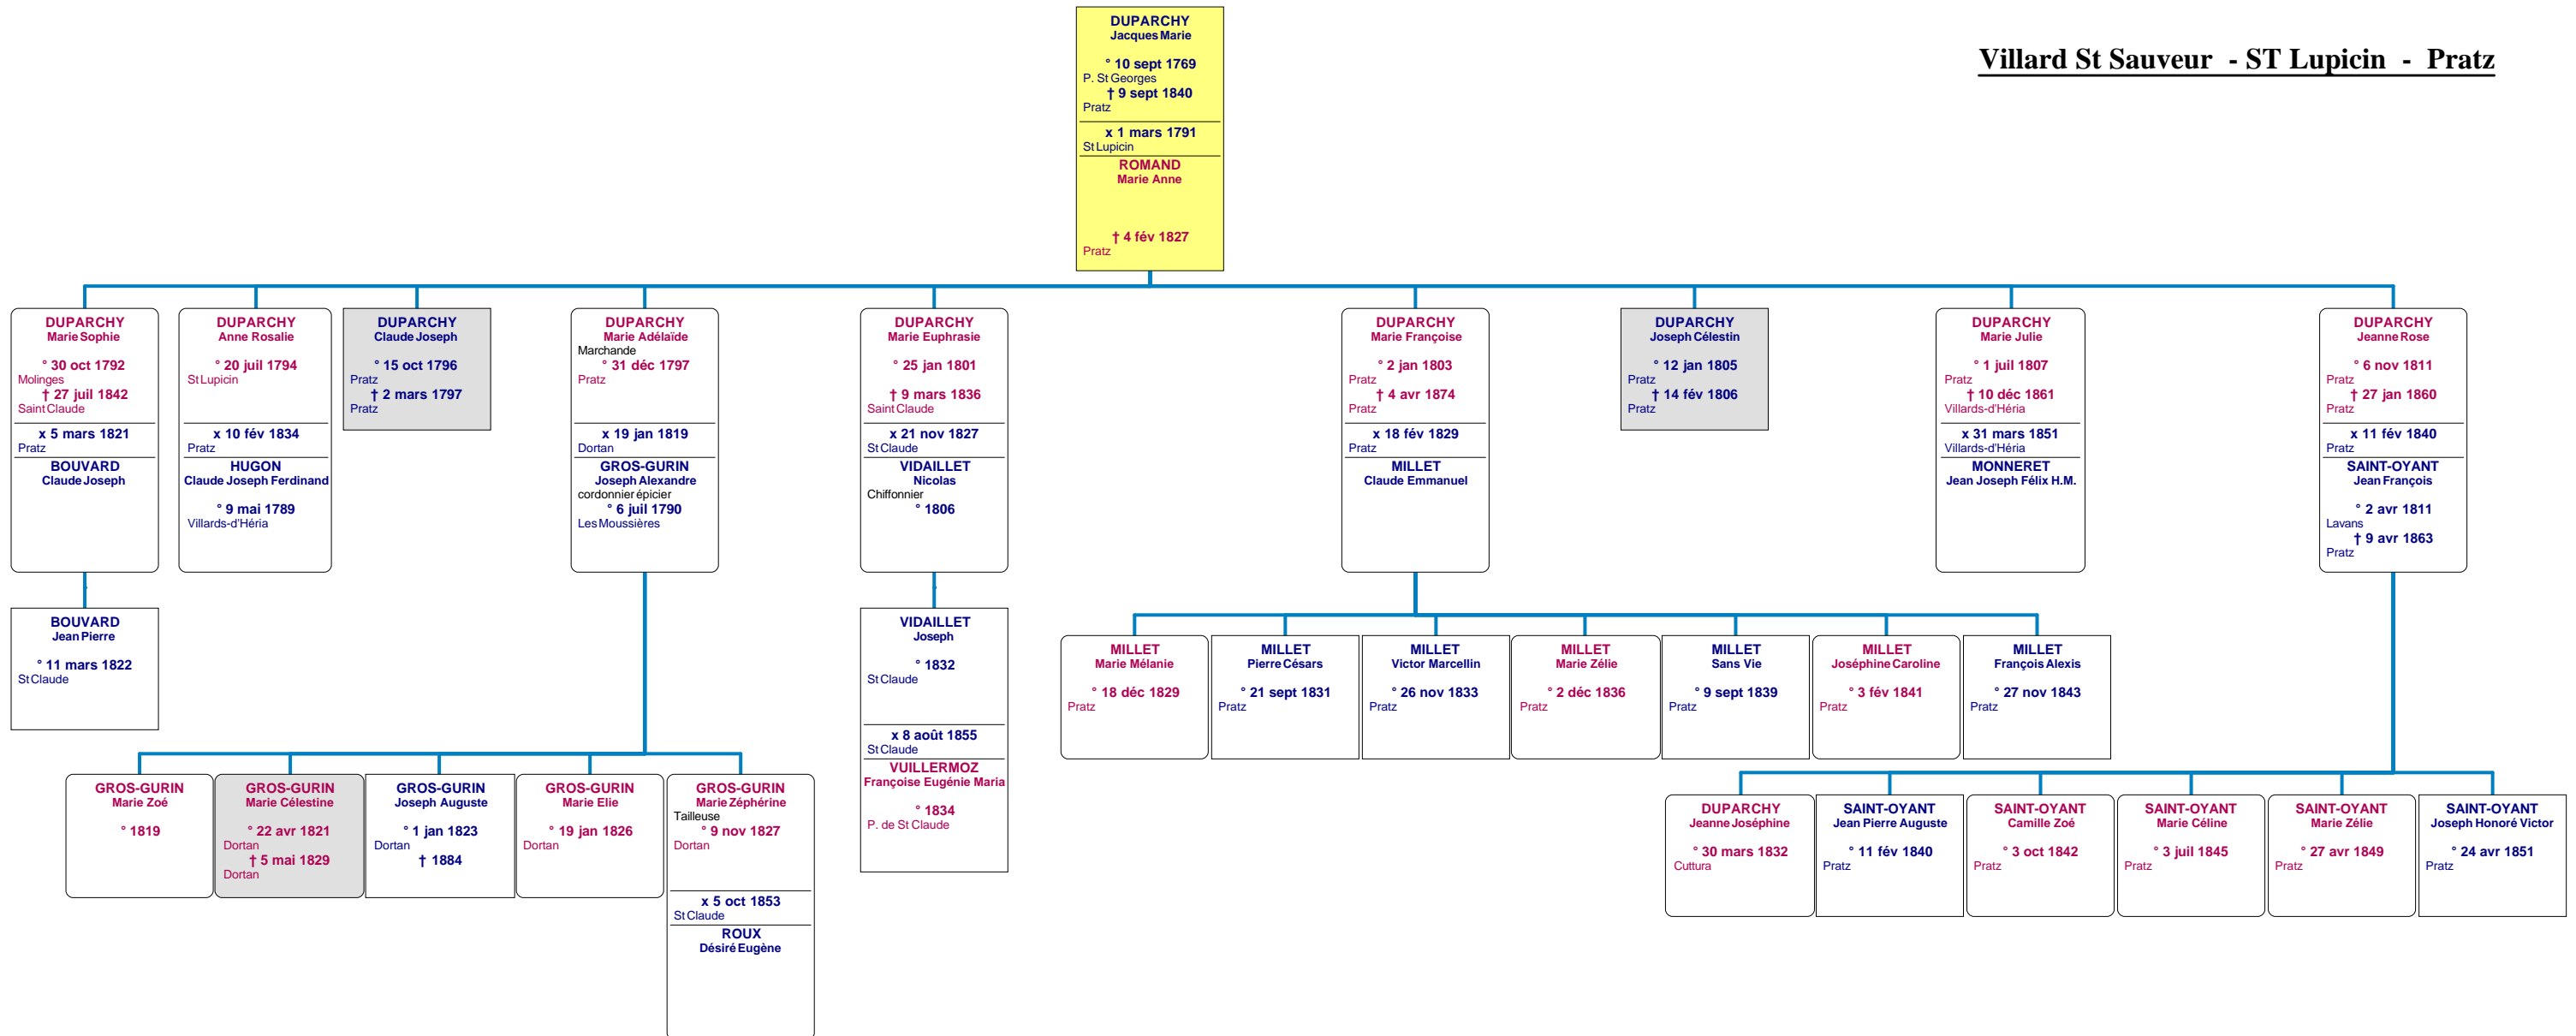 Villard St Sauveur - ST Lupicin - Pratz
DUPARCHY
Jacques Marie
° 10 sept 1769
P. St Georges
† 9 sept 1840
Pratz
x 1 mars 1791
St Lupicin
ROMAND
Marie Anne
† 4 fév 1827
Pratz
DUPARCHY
Marie Sophie
° 30 oct 1792
Molinges
† 27 juil 1842
Saint Claude
x 5 mars 1821
Pratz
BOUVARD
Claude Joseph
DUPARCHY
Anne Rosalie
° 20 juil 1794
St Lupicin
x 10 fév 1834
Pratz
HUGON
Claude Joseph Ferdinand
° 9 mai 1789
Villards-d'Héria
DUPARCHY
Claude Joseph
° 15 oct 1796
Pratz
† 2 mars 1797
Pratz
DUPARCHY
Marie Adélaïde
Marchande
° 31 déc 1797
Pratz
x 19 jan 1819
Dortan
GROS-GURIN
Joseph Alexandre
cordonnier épicier
° 6 juil 1790
Les Moussières
DUPARCHY
Marie Euphrasie
° 25 jan 1801
† 9 mars 1836
Saint Claude
x 21 nov 1827
St Claude
VIDAILLET
Nicolas
Chiffonnier
° 1806
DUPARCHY
Marie Françoise
° 2 jan 1803
Pratz
† 4 avr 1874
Pratz
x 18 fév 1829
Pratz
MILLET
Claude Emmanuel
DUPARCHY
Joseph Célestin
° 12 jan 1805
Pratz
† 14 fév 1806
Pratz
DUPARCHY
Marie Julie
° 1 juil 1807
Pratz
† 10 déc 1861
Villards-d'Héria
x 31 mars 1851
Villards-d'Héria
MONNERET
Jean Joseph Félix H.M.
DUPARCHY
Jeanne Rose
° 6 nov 1811
Pratz
† 27 jan 1860
Pratz
x 11 fév 1840
Pratz
SAINT-OYANT
Jean François
° 2 avr 1811
Lavans
† 9 avr 1863
Pratz
BOUVARD
Jean Pierre
° 11 mars 1822
St Claude
VIDAILLET
Joseph
° 1832
St Claude
x 8 août 1855
St Claude
VUILLERMOZ
Françoise Eugénie Maria
° 1834
P. de St Claude
MILLET
Marie Mélanie
° 18 déc 1829
Pratz
MILLET
Pierre Césars
° 21 sept 1831
Pratz
MILLET
Victor Marcellin
° 26 nov 1833
Pratz
MILLET
Marie Zélie
° 2 déc 1836
Pratz
MILLET
Sans Vie
° 9 sept 1839
Pratz
MILLET
Joséphine Caroline
° 3 fév 1841
Pratz
MILLET
François Alexis
° 27 nov 1843
Pratz
GROS-GURIN
Marie Zoé
° 1819
GROS-GURIN
Marie Célestine
° 22 avr 1821
Dortan
† 5 mai 1829
Dortan
GROS-GURIN
Joseph Auguste
° 1 jan 1823
Dortan
† 1884
GROS-GURIN
Marie Elie
° 19 jan 1826
Dortan
GROS-GURIN
Marie Zéphérine
Tailleuse
° 9 nov 1827
Dortan
x 5 oct 1853
St Claude
ROUX
Désiré Eugène
DUPARCHY
Jeanne Joséphine
° 30 mars 1832
Cuttura
SAINT-OYANT
Jean Pierre Auguste
° 11 fév 1840
Pratz
SAINT-OYANT
Camille Zoé
° 3 oct 1842
Pratz
SAINT-OYANT
Marie Céline
° 3 juil 1845
Pratz
SAINT-OYANT
Marie Zélie
° 27 avr 1849
Pratz
SAINT-OYANT
Joseph Honoré Victor
° 24 avr 1851
Pratz